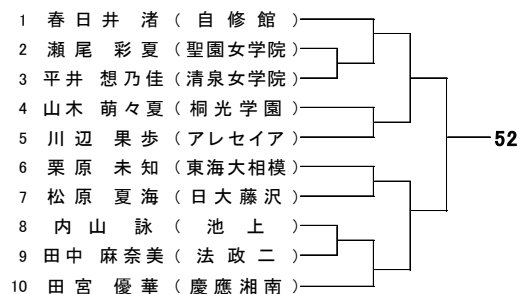 1 春日井 渚 ( 自修館 )
2 瀬尾 彩夏 (聖園女学院)
3 平井 想乃佳 (清泉女学院)
4 山木 萌々夏 ( 桐光学園 )
5 川辺 果歩 (アレセイア)
6 栗原 未知 (東海大相模)
7 松原 夏海 ( 日大藤沢 )
8 内山 詠 ( 池上 )
9 田中 麻奈美 ( 法政二 )
10 田宮 優華 ( 慶應湘南 )
52